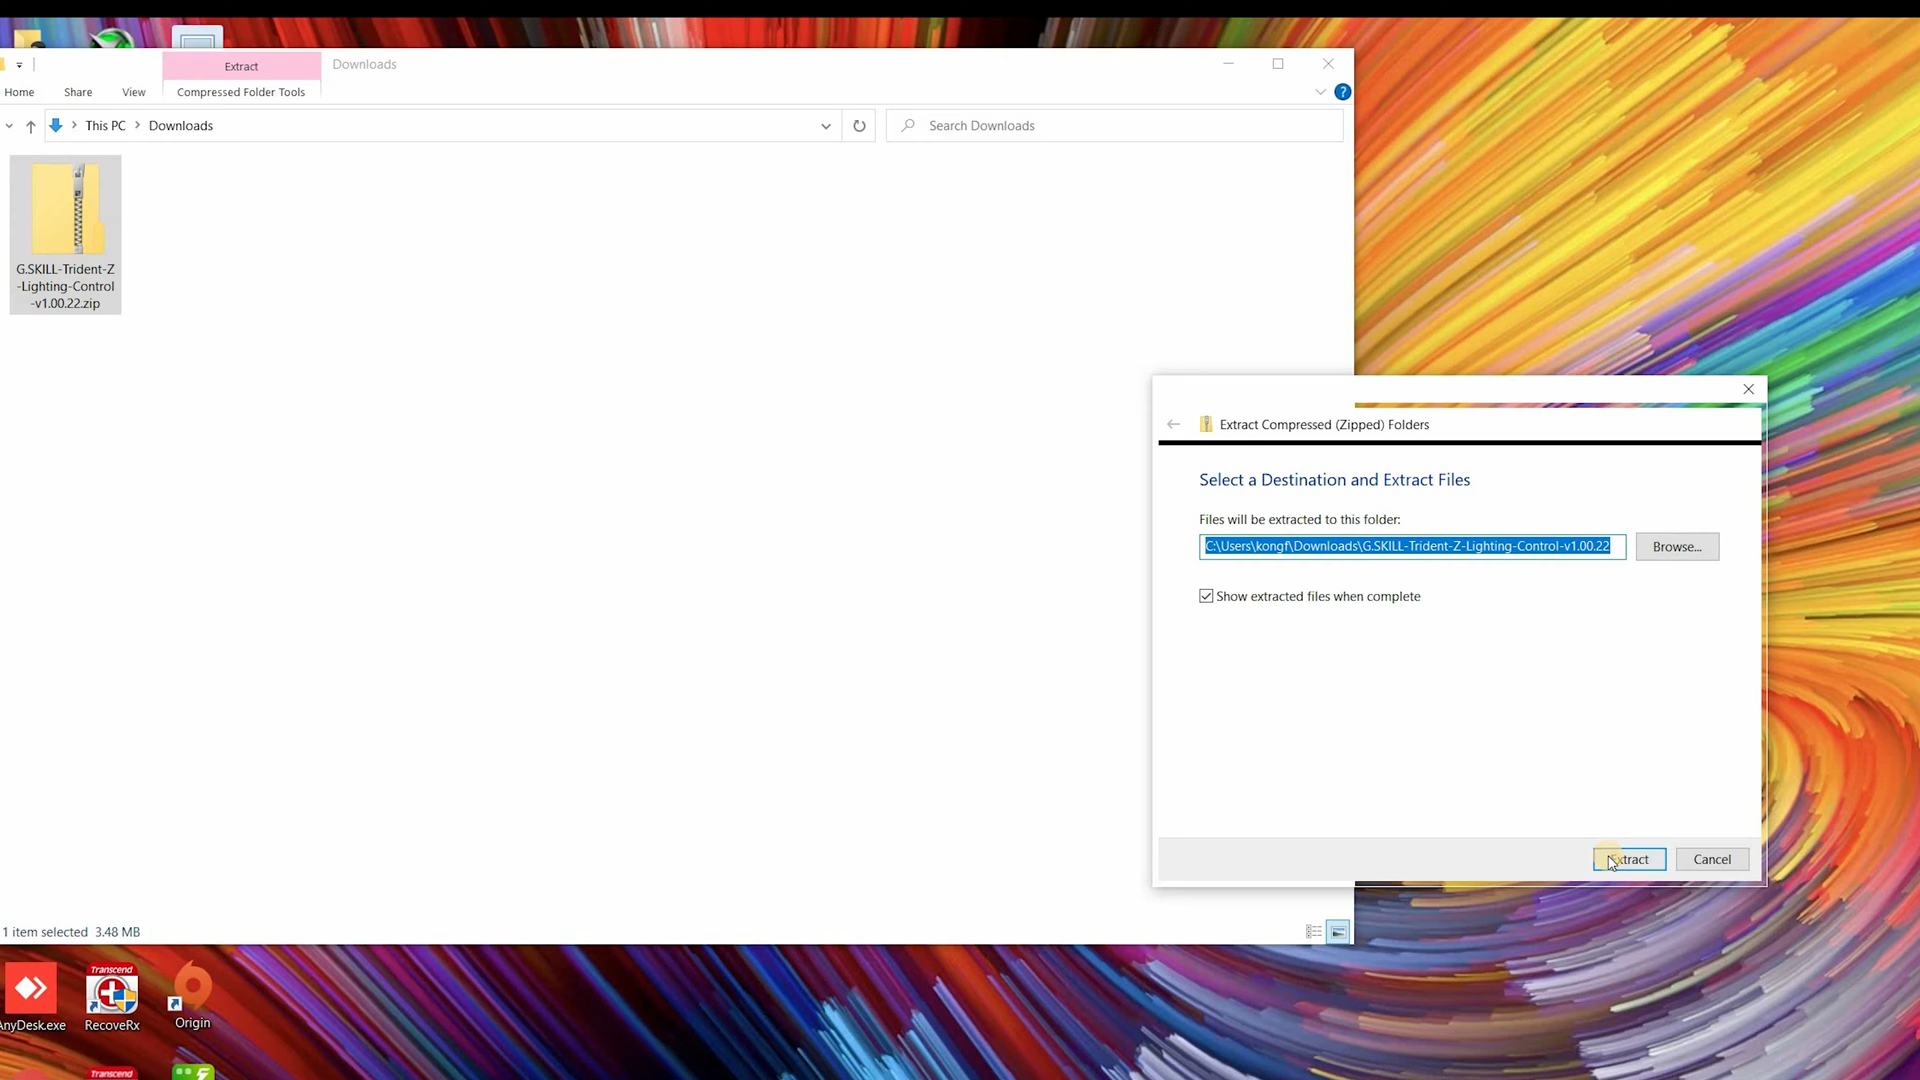 Extract
Downloads
Home
Share
View
Compressed Folder Tools
?
This PC
Downloads
Search Downloads
G.SKILL-Trident-Z
-Lighting-Control
-v1.00.22.zip
Extract Compressed (Zipped) Folders
Select a Destination and Extract Files
Files will be extracted to this folder:
C:\Users\kongf\Downloads\G.SKILL-Trident-Z-Lighting-Control-v1.00.22
Browse...
Show extracted files when complete
Extract
Cancel
1 item selected 3.48 MB
Transcend
AnyDesk.exe
RecoveRx
Origin
Transcend